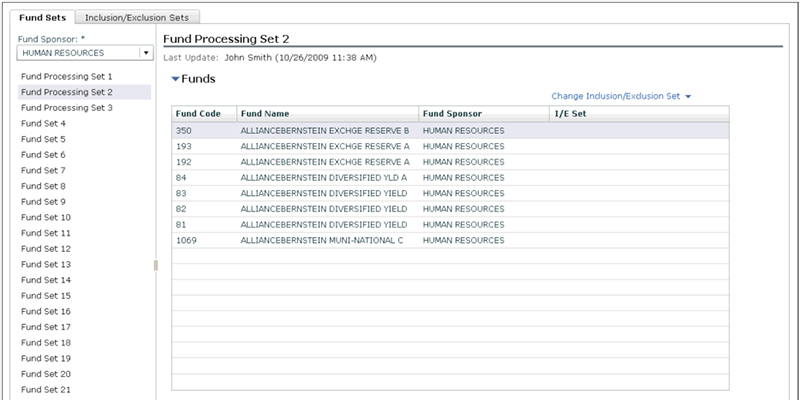 Fund Sets
Inclusion/Exclusion Sets
Fund Sponsor: *
HUMAN RESOURCES
Fund Processing Set 1
Fund Processing Set 2
Fund Processing Set 3
Fund Set 4
Fund Set 5
Fund Set 6
Fund Set 7
Fund Set 8
Fund Set 9
Fund Set 10
Fund Set 11
Fund Set 12
Fund Set 13
Fund Set 14
Fund Set 15
Fund Set 16
Fund Set 17
Fund Set 18
Fund Set 19
Fund Set 20
Fund Set 21
Fund Processing Set 2
Last Update: John Smith (10/26/2009 11:38 AM)
Funds
Change Inclusion/Exclusion Set
Fund Code Fund Name Fund Sponsor I/E Set
350 ALLIANCEBERNSTEIN EXCHGE RESERVE B HUMAN RESOURCES
193 ALLIANCEBERNSTEIN EXCHGE RESERVE A HUMAN RESOURCES
192 ALLIANCEBERNSTEIN EXCHGE RESERVE A HUMAN RESOURCES
84 ALLIANCEBERNSTEIN DIVERSIFIED YLD A HUMAN RESOURCES
83 ALLIANCEBERNSTEIN DIVERSIFIED YIELD HUMAN RESOURCES
82 ALLIANCEBERNSTEIN DIVERSIFIED YIELD HUMAN RESOURCES
81 ALLIANCEBERNSTEIN DIVERSIFIED YIELD HUMAN RESOURCES
1069 ALLIANCEBERNSTEIN MUNI-NATIONAL C HUMAN RESOURCES